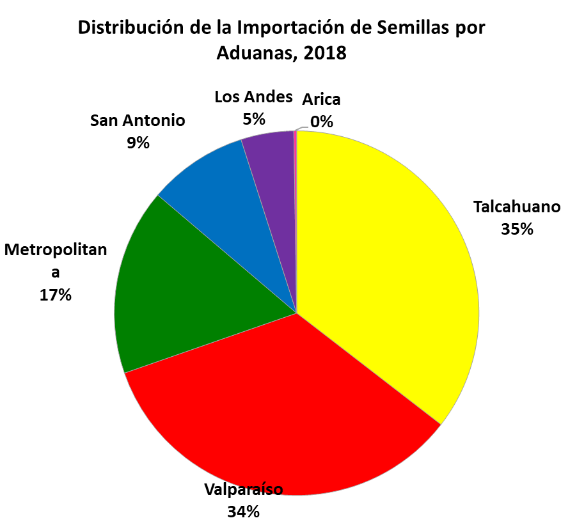 Distribución de la Importación de Semillas por
Aduanas, 2018
Los Andes
5%
Arica
0%
San Antonio
9%
Talcahuano
35%
Metropolitan
a
17%
Valparaíso
34%